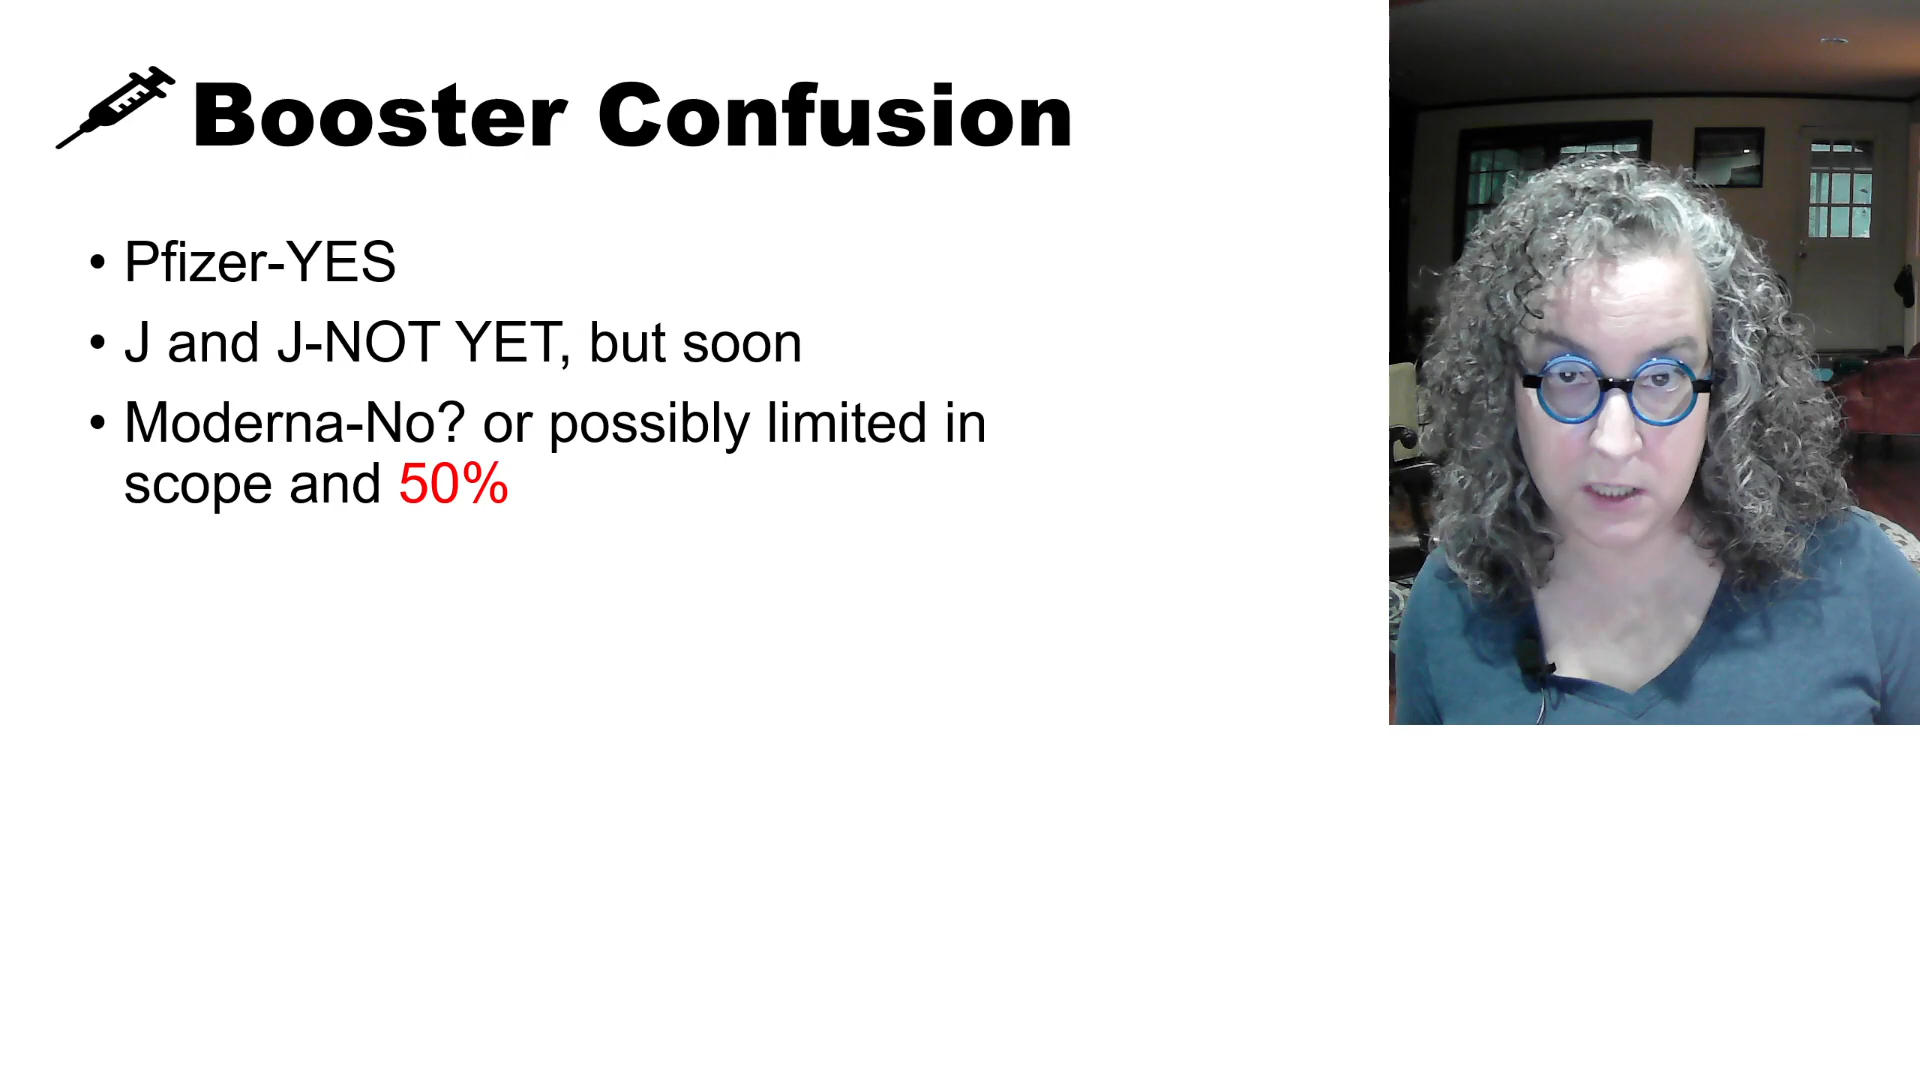 Booster Confusion
• Pfizer-YES
• J and J-NOT YET, but soon
• Moderna-No? or possibly limited in
scope and 50%